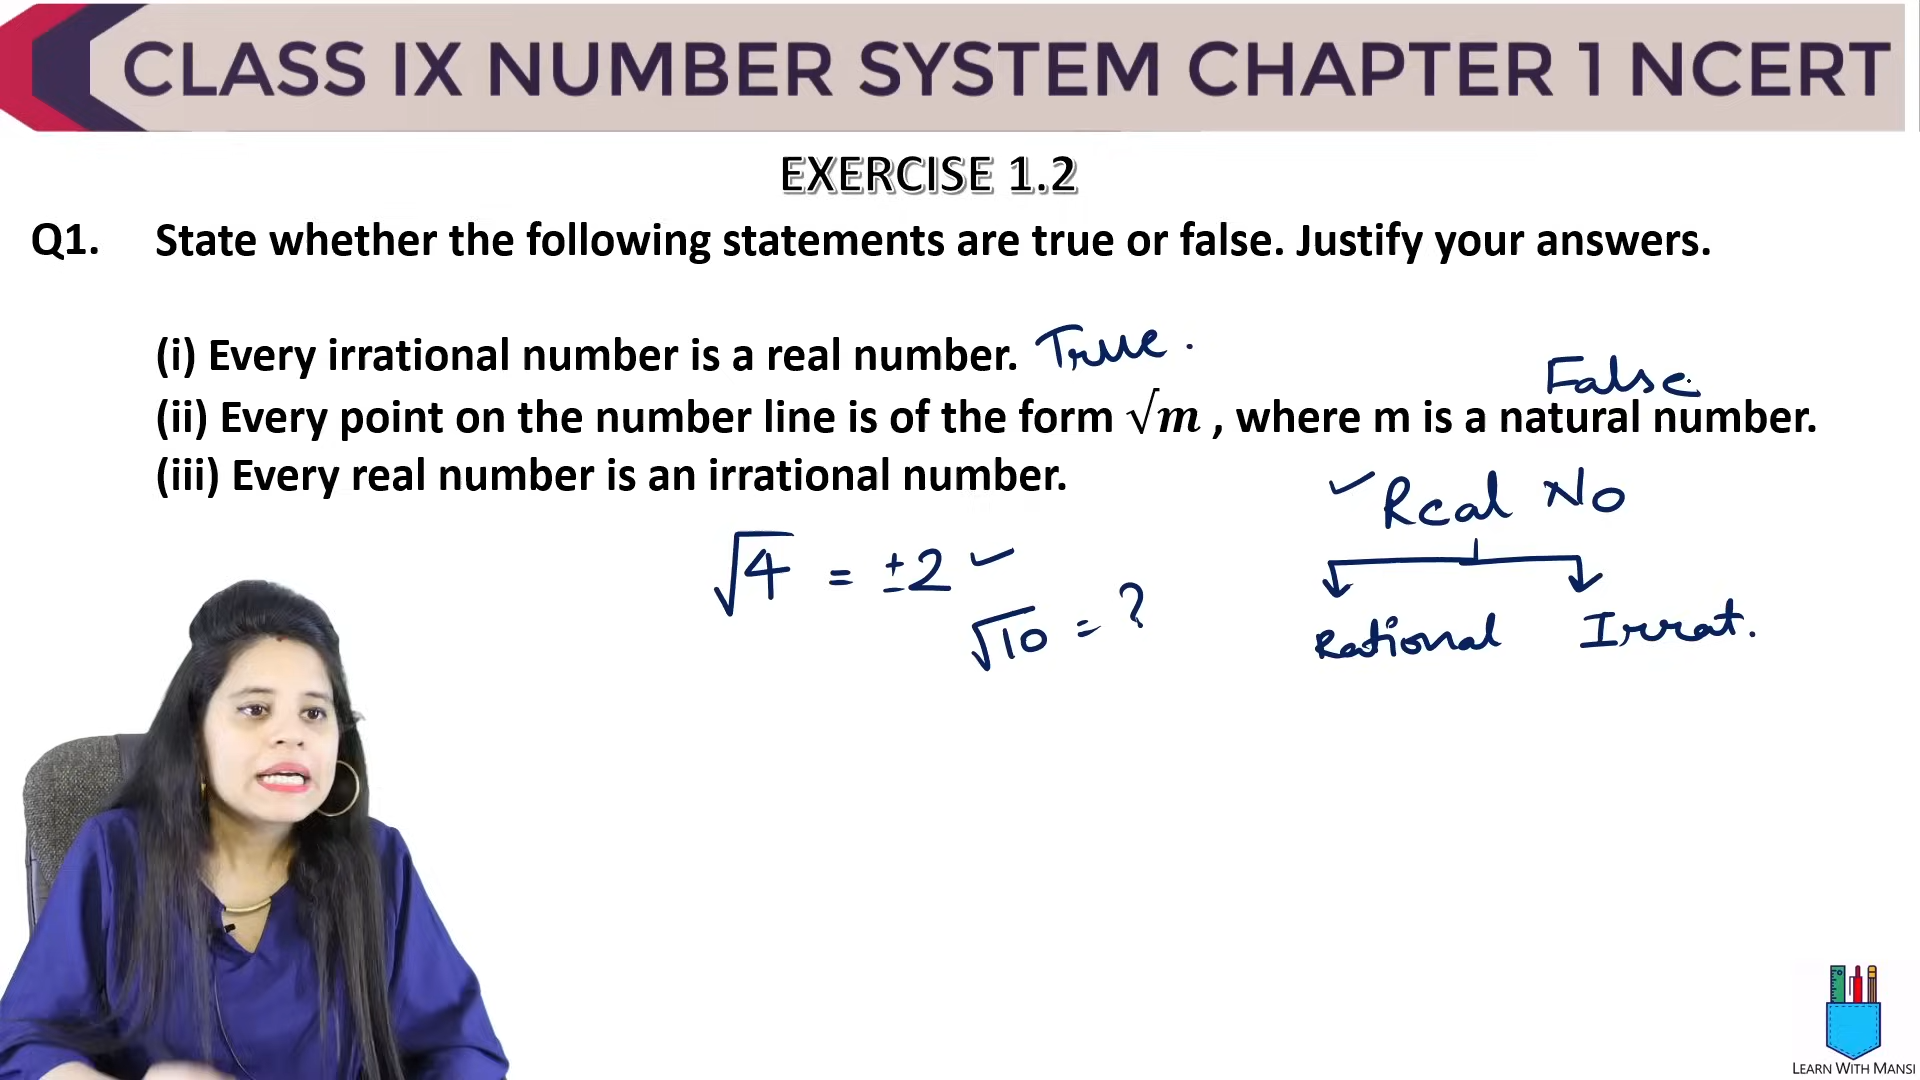 CLASS IX NUMBER SYSTEM CHAPTER 1 NCERT
EXERCISE 1.2
Q1. State whether the following statements are true or false. Justify your answers.
(i) Every irrational number is a real number. True.
False
(ii) Every point on the number line is of the form √m , where m is a natural number.
(iii) Every real number is an irrational number.
✓ Real No
√4 = ±2 ✓
√10 = ?
Rational Irrat.
LEARN WITH MANSI